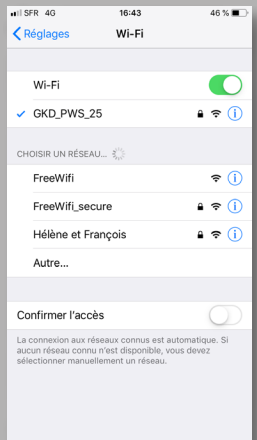 SFR 4G 16:43 46 %
Réglages Wi-Fi
Wi-Fi
GKD_PWS_25
CHOISIR UN RÉSEAU...
FreeWifi
FreeWifi_secure
Hélène et François
Autre...
Confirmer l'accès
La connexion aux réseaux connus est automatique. Si
aucun réseau connu n'est disponible, vous devez
sélectionner manuellement un réseau.